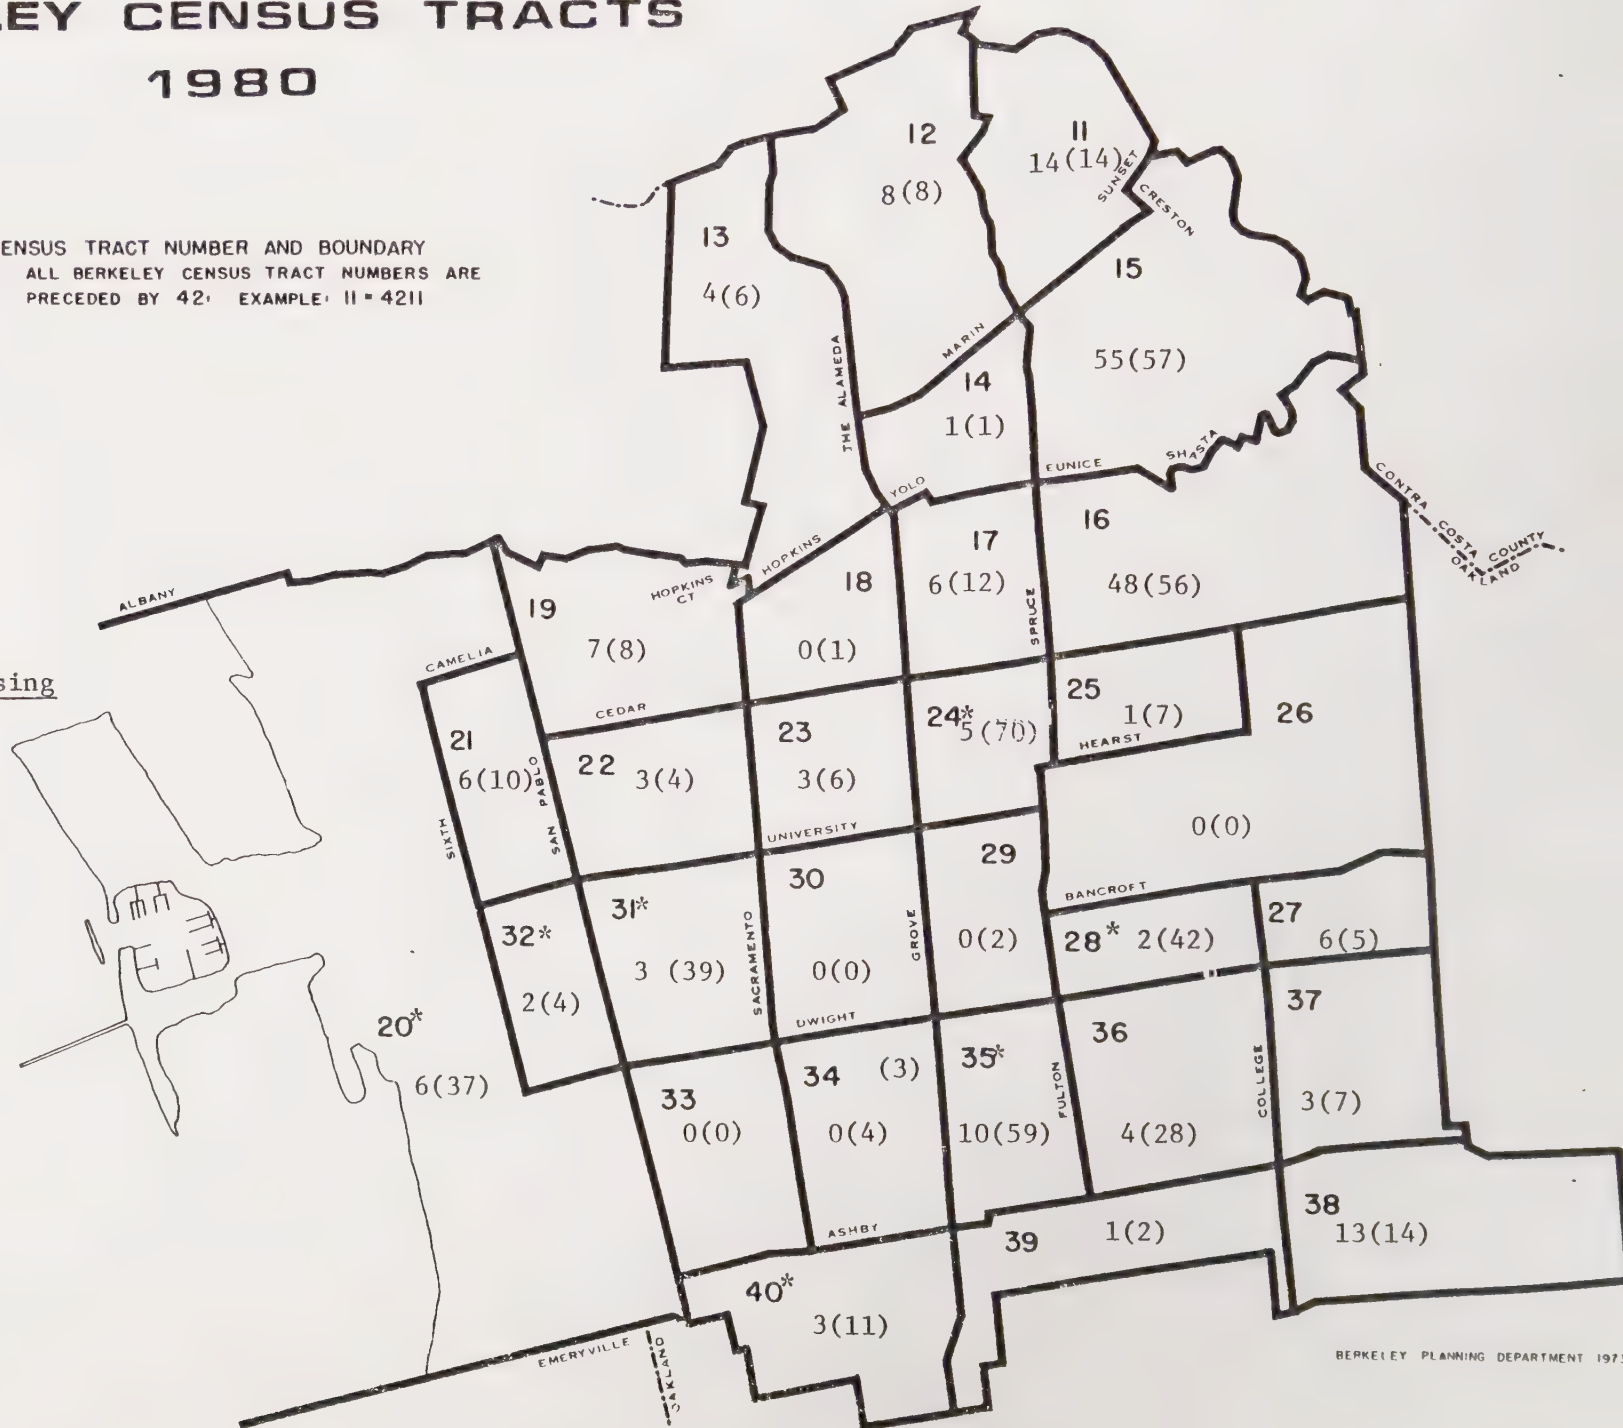 LEY CENSUS TRACTS
1980
ENSUS TRACT NUMBER AND BOUNDARY
ALL BERKELEY CENSUS TRACT NUMBERS ARE
PRECEDED BY 42: EXAMPLE: 11 = 4211
12
8(8)
11
14(14)
SUNSET
CRESTON
13
4(6)
15
55(57)
THE ALAMEDA
MARIN
14
1(1)
YOLO
EUNICE
SHASTA
CONTRA COSTA COUNTY
OAKLAND
ALBANY
HOPKINS CT
HOPKINS
16
48(56)
17
6(12)
18
0(1)
SPRUCE
19
7(8)
CAMELIA
sing
CEDAR
21
6(10)
SIXTH
SAN PABLO
22
3(4)
23
3(6)
24*
5(70)
25
1(7)
HEARST
26
0(0)
UNIVERSITY
29
0(2)
BANCROFT
30
0(0)
31*
3 (39)
SACRAMENTO
GROVE
32*
2(4)
28*
2(42)
27
6(5)
20*
6(37)
DWIGHT
33
0(0)
34
(3)
0(4)
35*
10(59)
FULTON
36
4(28)
COLLEGE
37
3(7)
ASHBY
38
13(14)
39
1(2)
40*
3(11)
EMERYVILLE
OAKLAND
BERKELEY PLANNING DEPARTMENT 197